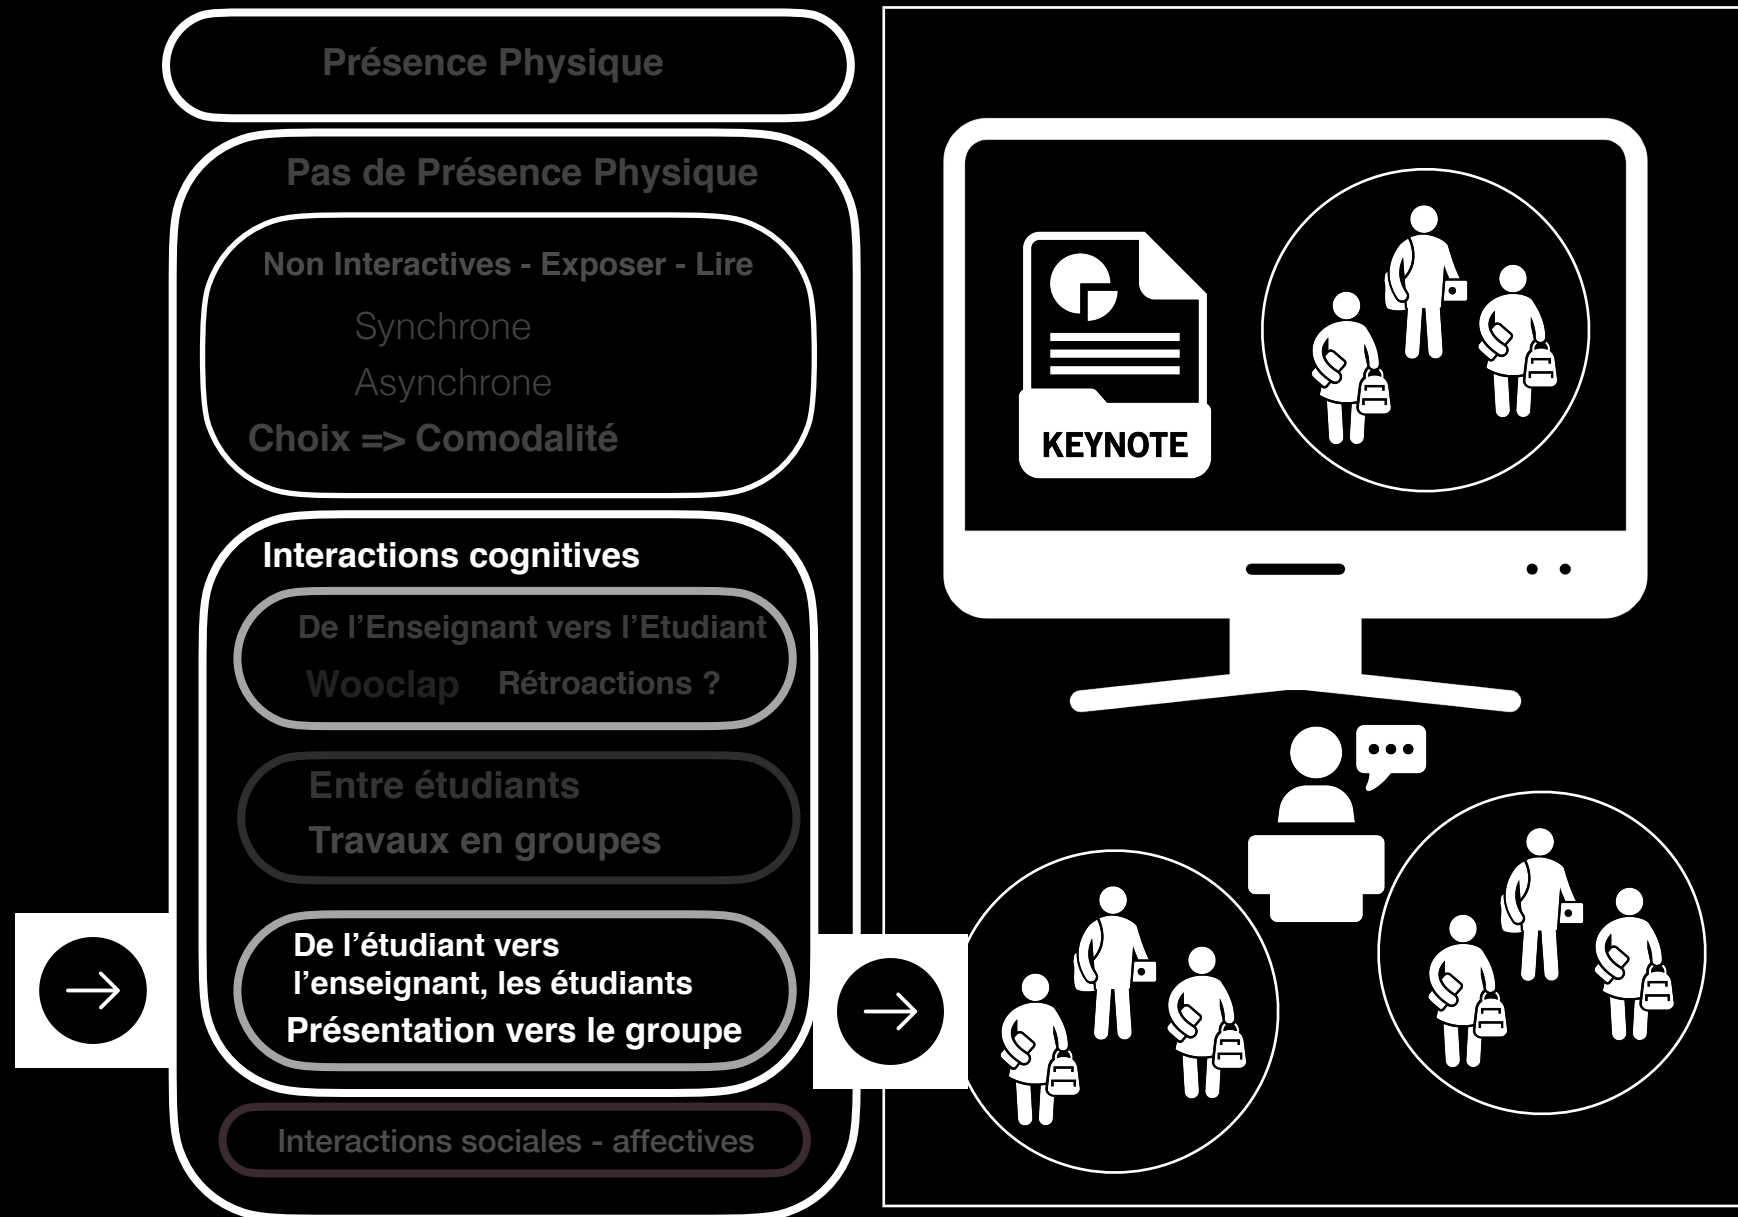 Présence Physique
Pas de Présence Physique
Non Interactives - Exposer - Lire
Synchrone
Asynchrone
Choix => Comodalité
Interactions cognitives
De l’Enseignant vers l’Etudiant
Wooclap Rétroactions ?
Entre étudiants
Travaux en groupes
De l’étudiant vers
l’enseignant, les étudiants
Présentation vers le groupe
Interactions sociales - affectives
KEYNOTE